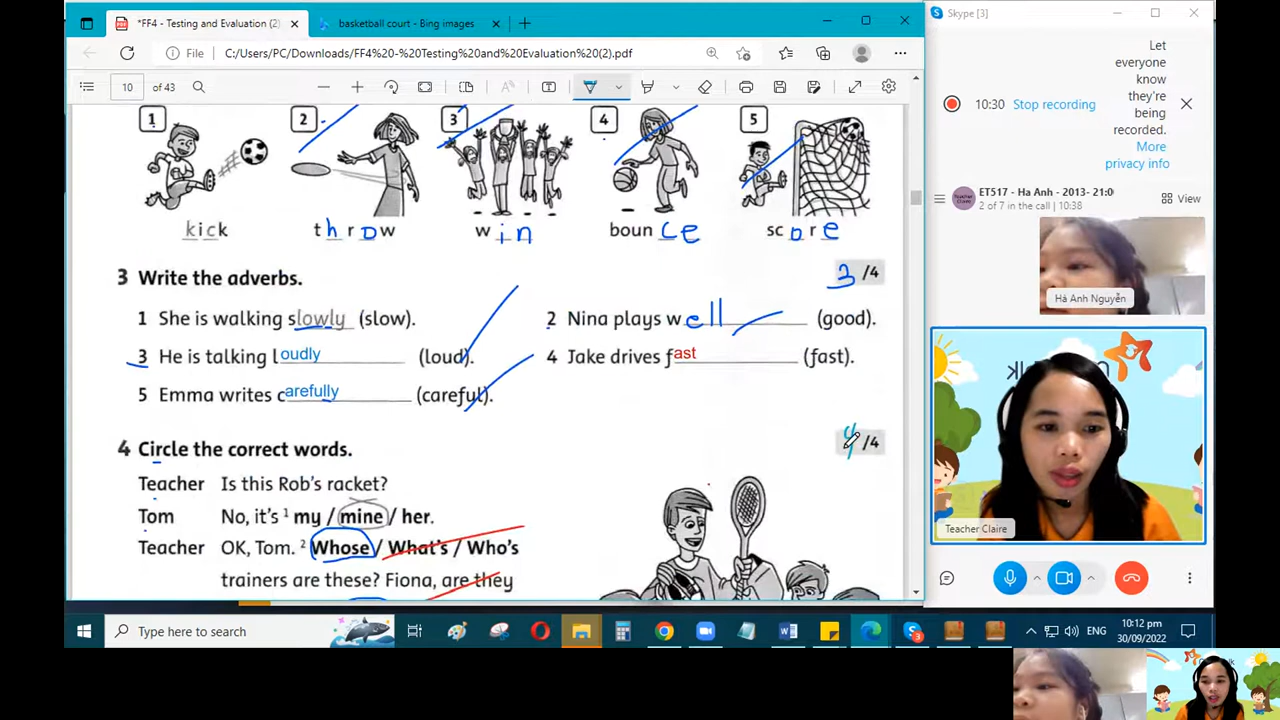 *FF4 - Testing and Evaluation (2)
basketball court - Bing images
File
C:/Users/PC/Downloads/FF4%20-%20Testing%20and%20Evaluation%20(2).pdf
10 of 43
1 2 3 4 5
kick throw win bounce score
3 Write the adverbs.
3 /4
1 She is walking slowly (slow).
2 Nina plays well (good).
3 He is talking loudly (loud).
4 Jake drives fast (fast).
5 Emma writes carefully (careful).
4 Circle the correct words.
4 /4
Teacher Is this Rob's racket?
Tom No, it's 1 my / mine / her.
Teacher OK, Tom. 2 Whose / What's / Who's
trainers are these? Fiona, are they
Skype [3]
Let
everyone
know
they're
being
recorded.
More
privacy info
10:30 Stop recording
ET517 - Ha Anh - 2013- 21:0
2 of 7 in the call | 10:38
View
Hà Anh Nguyễn
Teacher Claire
Type here to search
ENG
10:12 pm
30/09/2022